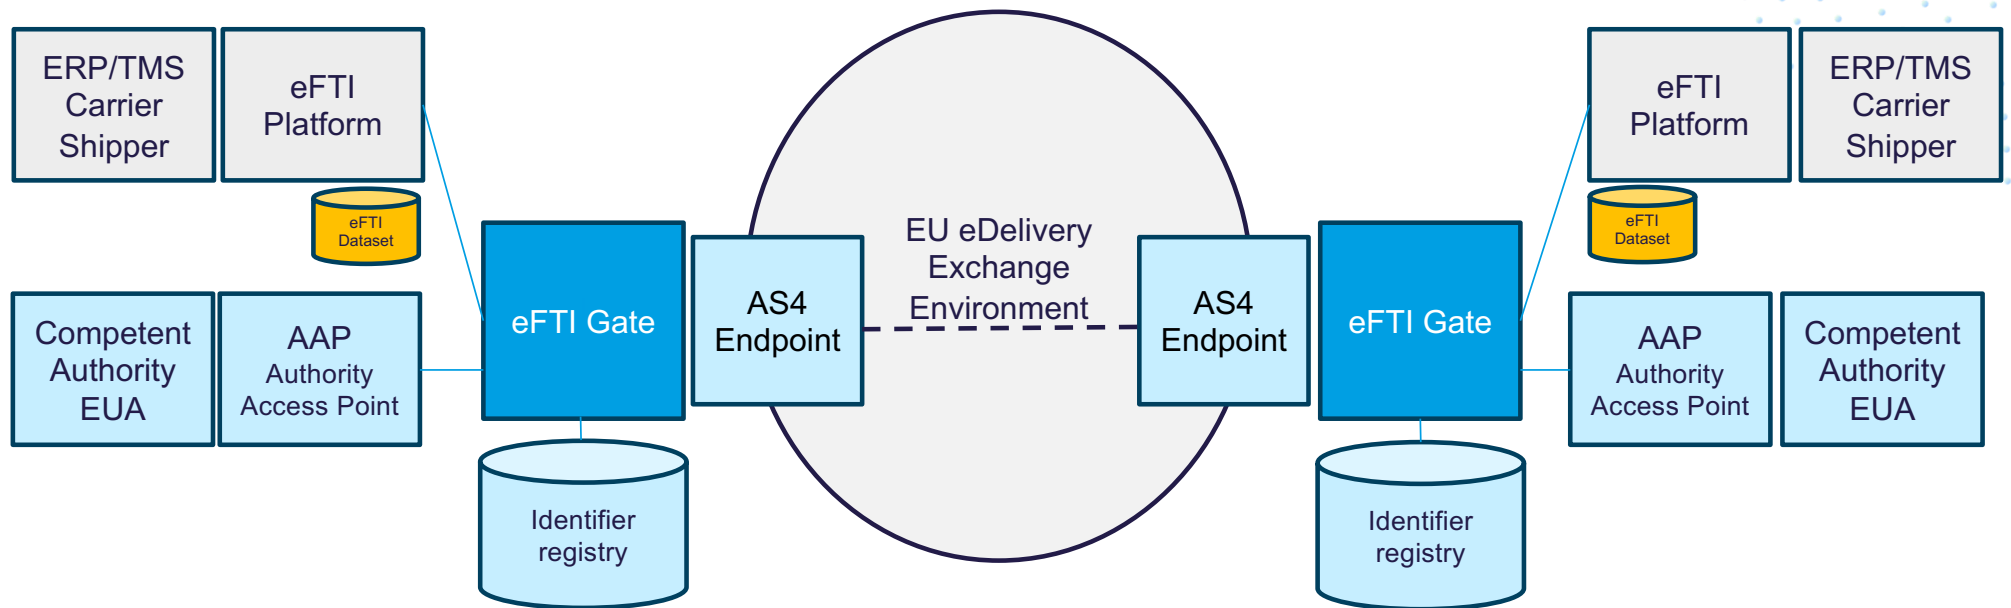 ERP/TMS
Carrier
Shipper
eFTI
Platform
eFTI
Dataset
Competent
Authority
EUA
AAP
Authority
Access Point
eFTI Gate
AS4
Endpoint
Identifier
registry
EU eDelivery
Exchange
Environment
AS4
Endpoint
eFTI Gate
Identifier
registry
eFTI
Platform
ERP/TMS
Carrier
Shipper
eFTI
Dataset
AAP
Authority
Access Point
Competent
Authority
EUA